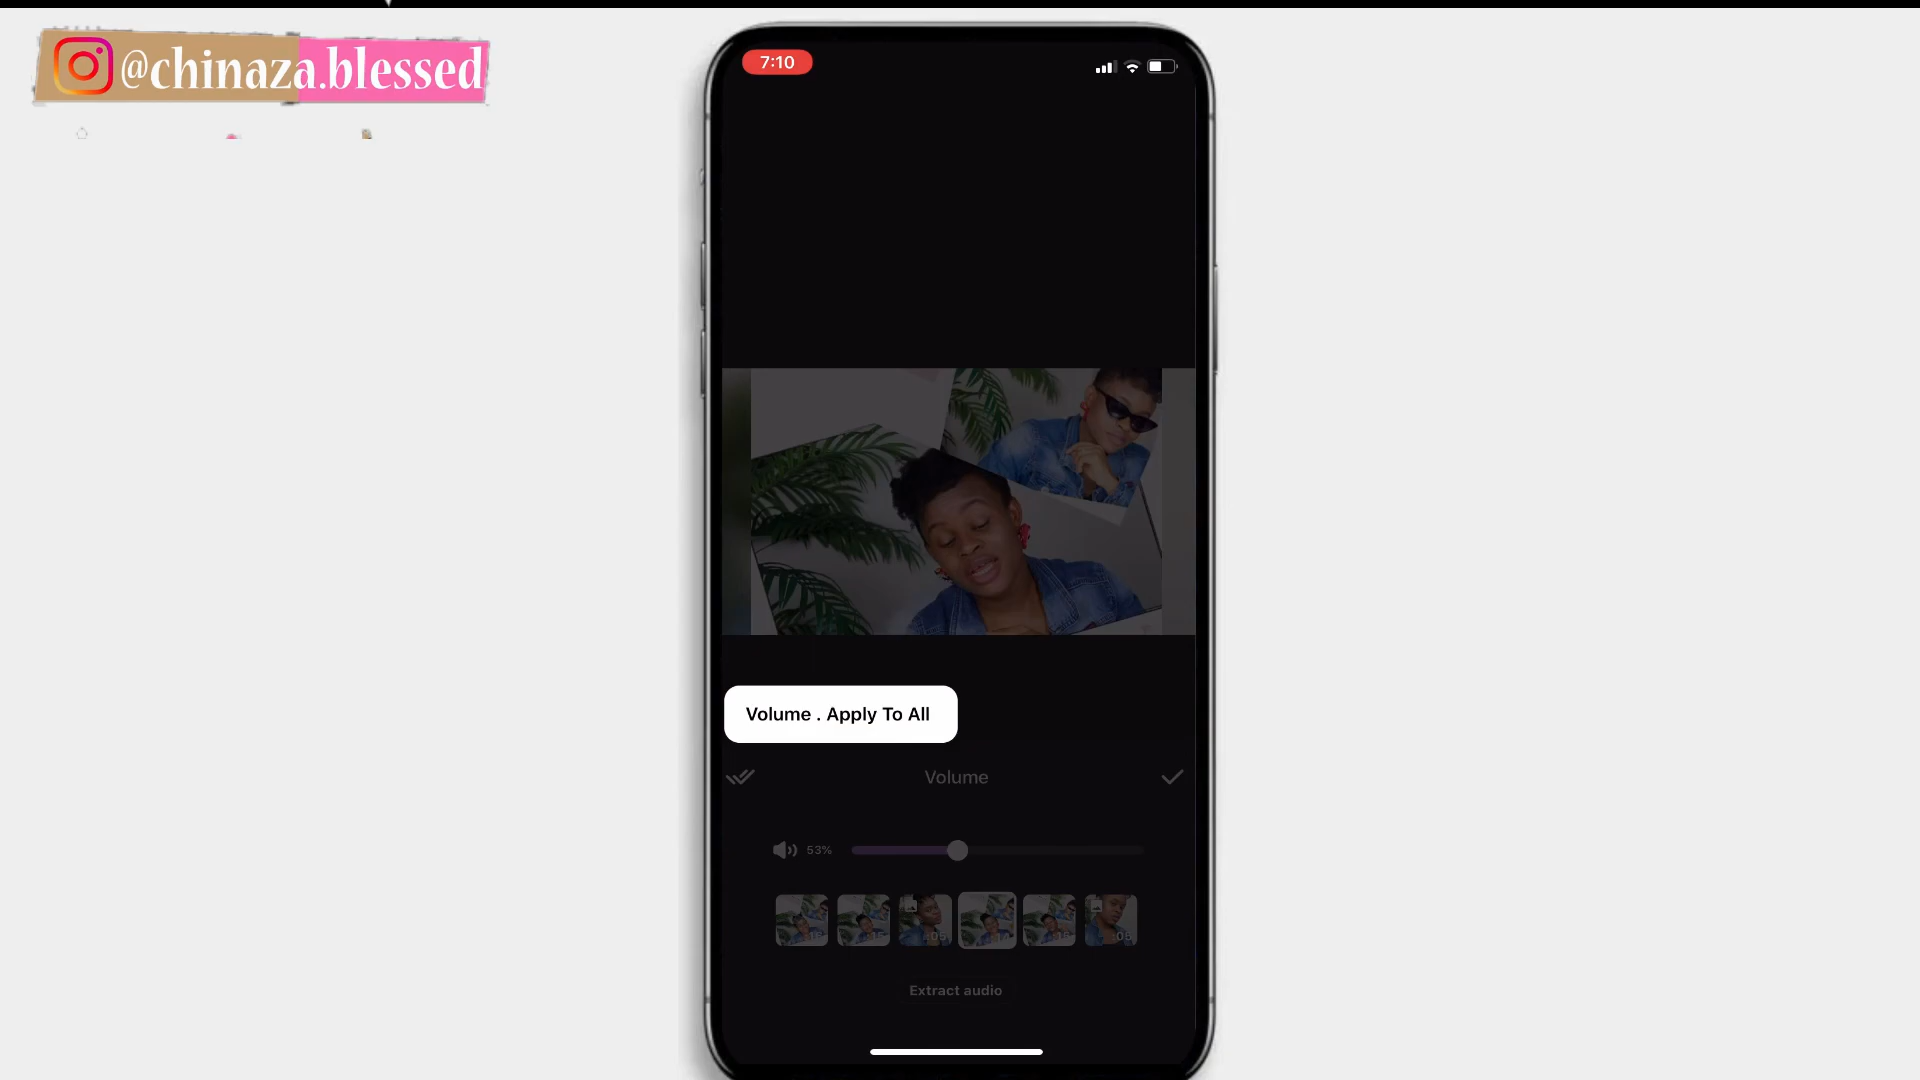 @chinaza.blessed
7:10
Volume . Apply To All
Volume
53%
Extract audio